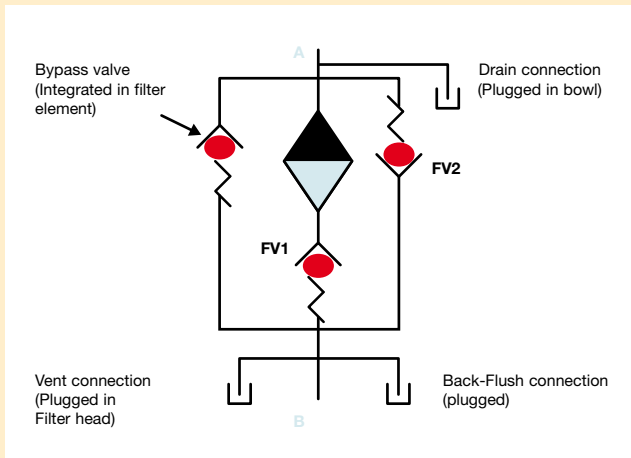 A
Bypass valve
(Integrated in filter
element)
Drain connection
(Plugged in bowl)
FV2
FV1
Vent connection
(Plugged in
Filter head)
Back-Flush connection
(plugged)
B